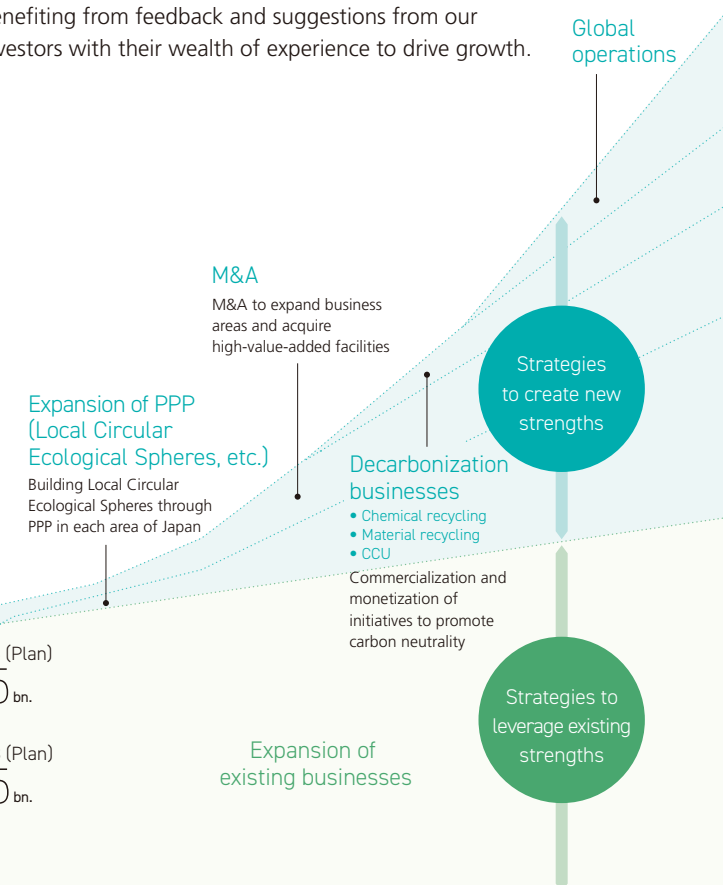 feedback and suggestions from our
with their wealth of experience to drive growth.
Global
operations
M&A
M&A to expand business
areas and acquire
high-value-added facilities
Strategies
to create new
strengths
Expansion of PPP
(Local Circular
Ecological Spheres, etc.)
Building Local Circular
Ecological Spheres through
PPP in each area of Japan
Decarbonization
businesses
• Chemical recycling
• Material recycling
• CCU
Commercialization and
monetization of
initiatives to promote
carbon neutrality
(Plan)
bn.
(Plan)
bn.
Strategies to
leverage existing
strengths
Expansion of
existing businesses